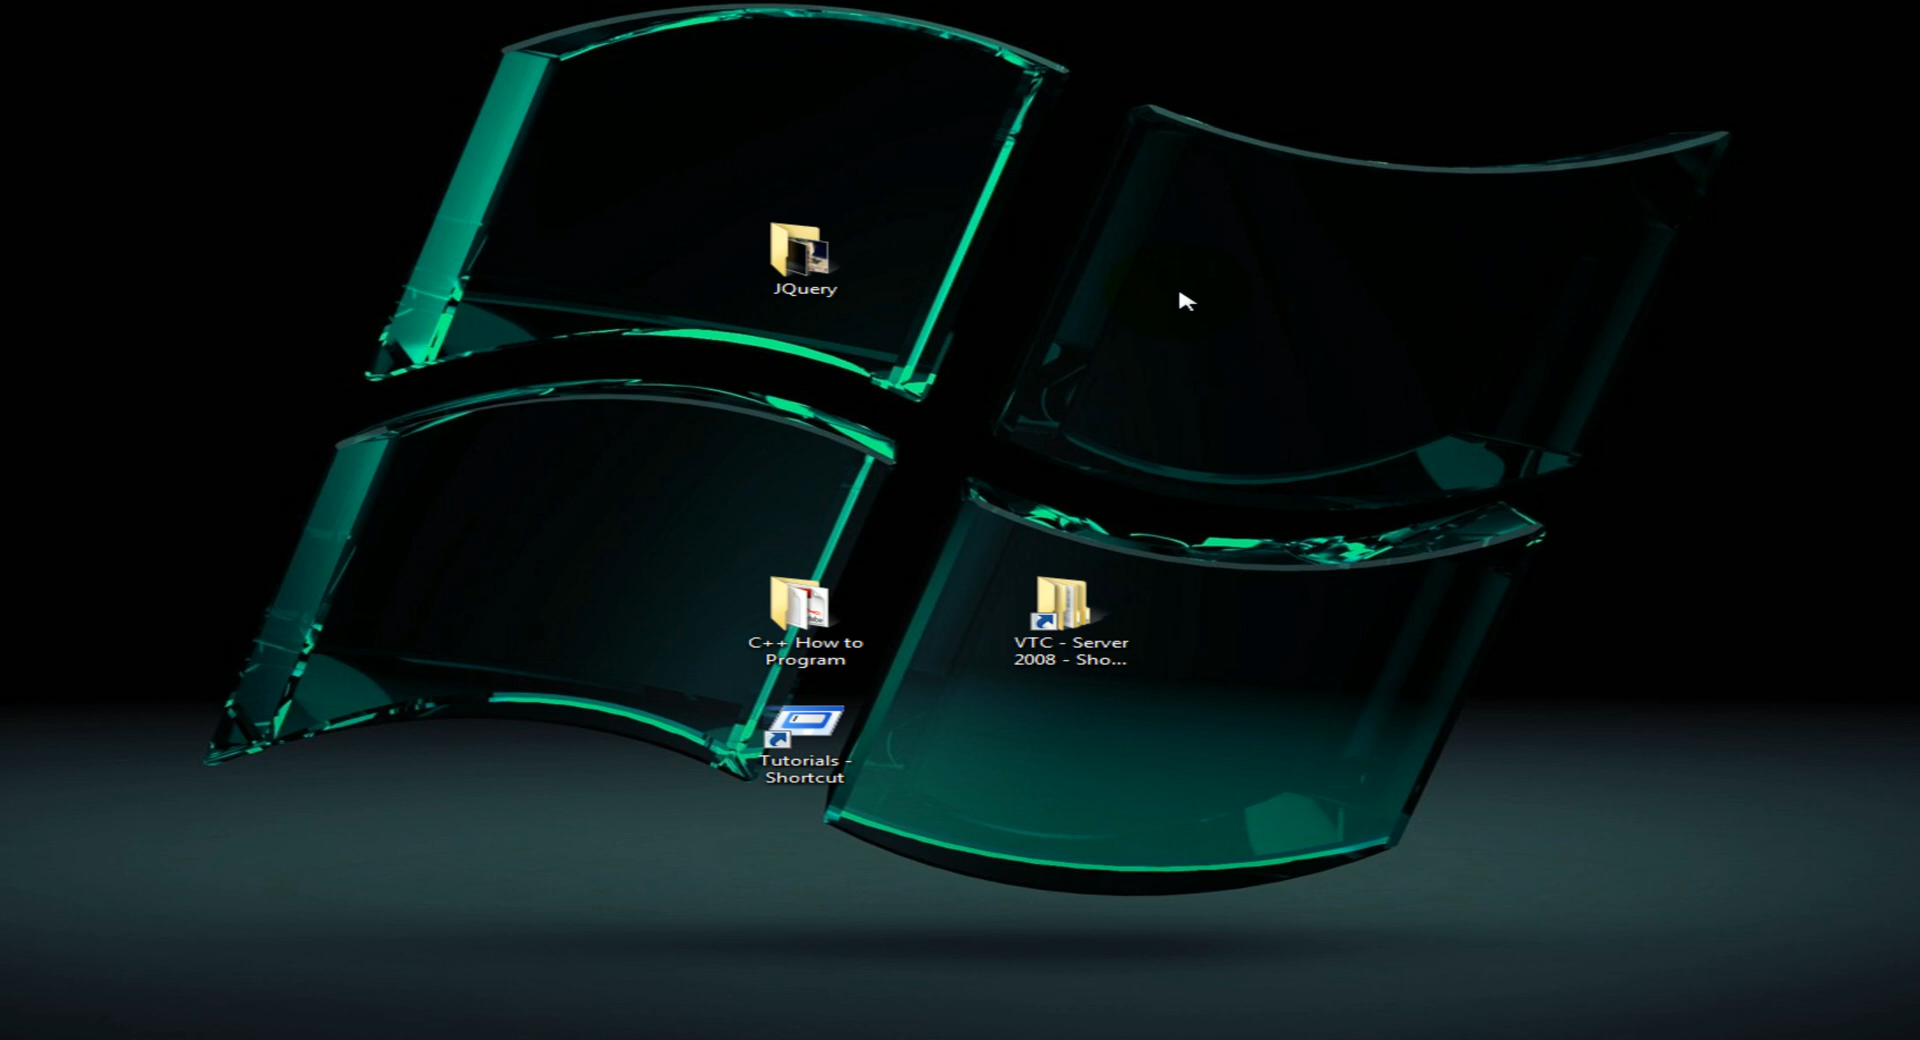 JQuery
C++ How to
Program
VTC - Server
2008 - Sho...
Tutorials -
Shortcut